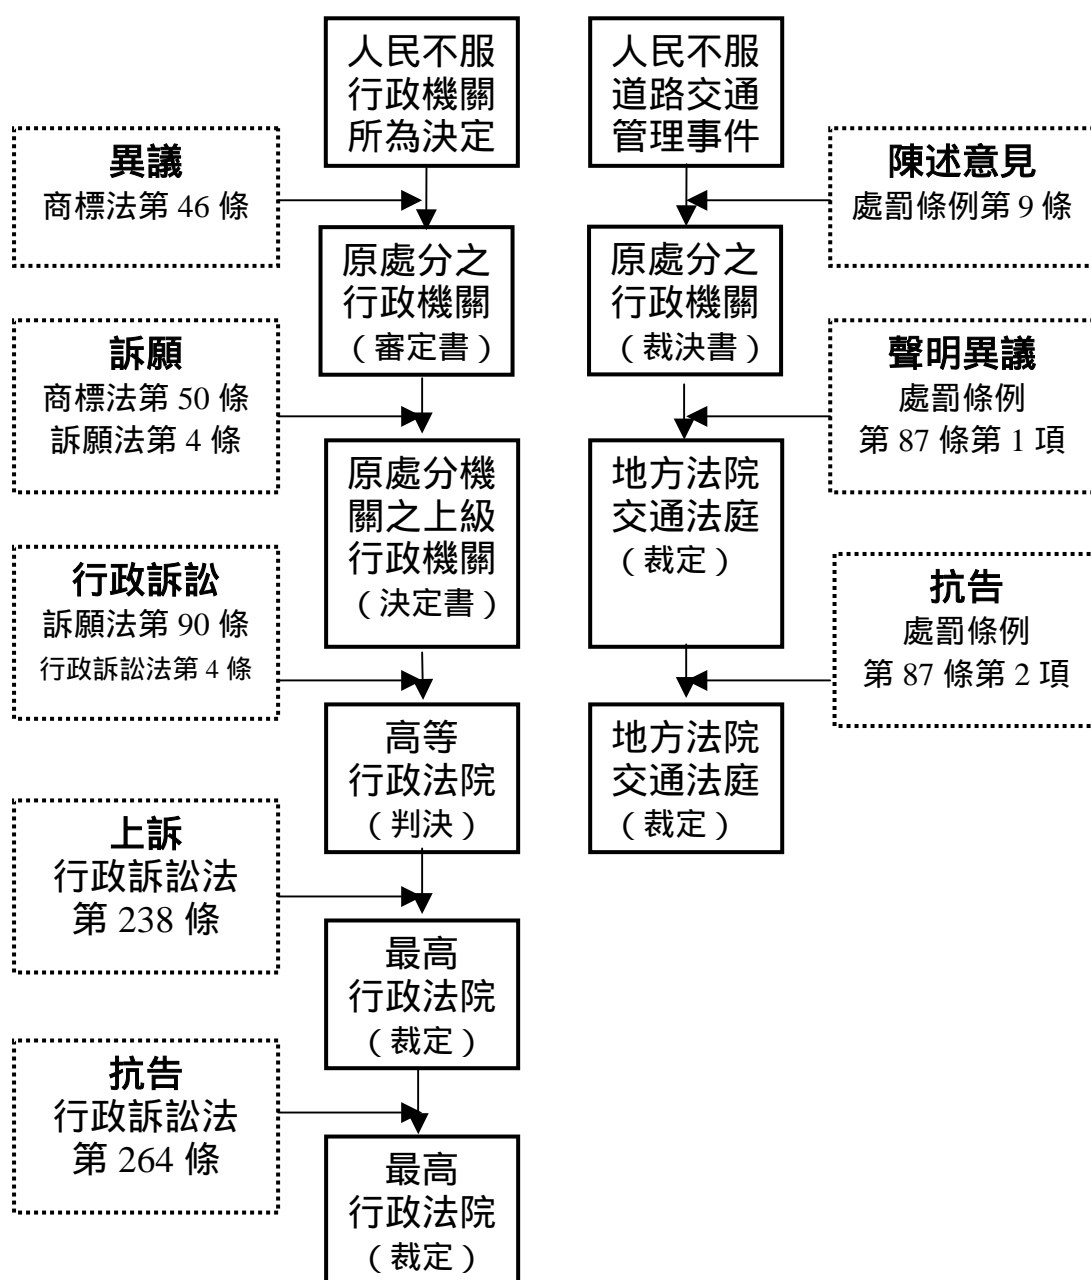 人民不服
行政機關
所為決定
人民不服
道路交通
管理事件
異議
商標法第 46 條
陳述意見
處罰條例第 9 條
原處分之
行政機關
（審定書）
原處分之
行政機關
（裁決書）
訴願
商標法第 50 條
訴願法第 4 條
聲明異議
處罰條例
第 87 條第 1 項
原處分機
關之上級
行政機關
（決定書）
地方法院
交通法庭
（裁定）
行政訴訟
訴願法第 90 條
行政訴訟法第 4 條
抗告
處罰條例
第 87 條第 2 項
高等
行政法院
（判決）
地方法院
交通法庭
（裁定）
上訴
行政訴訟法
第 238 條
最高
行政法院
（裁定）
抗告
行政訴訟法
第 264 條
最高
行政法院
（裁定）